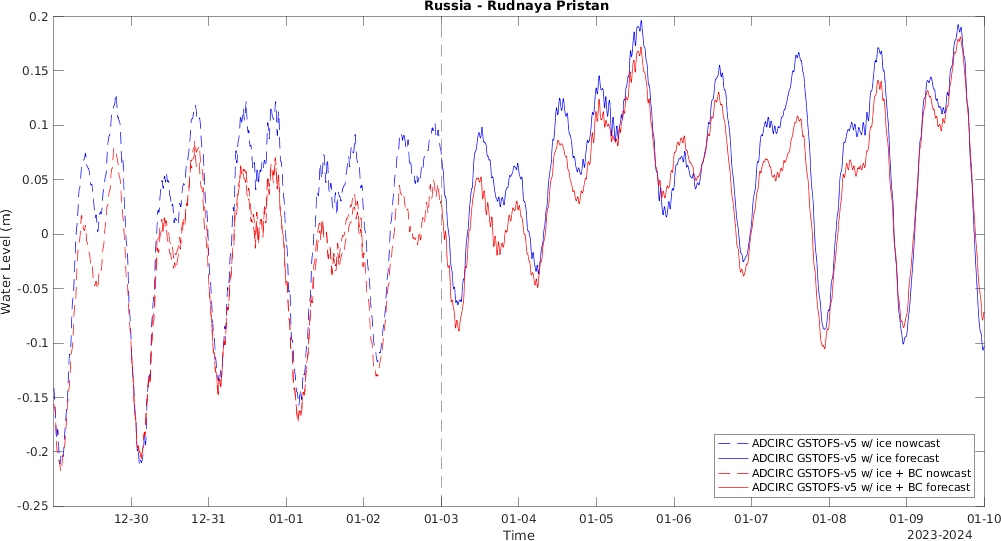 Russia - Rudnaya Pristan
Water Level (m)
0.2
0.15
0.1
0.05
0
-0.05
-0.1
-0.15
-0.2
-0.25
ADCIRC GSTOFS-v5 w/ ice nowcast
ADCIRC GSTOFS-v5 w/ ice forecast
ADCIRC GSTOFS-v5 w/ ice + BC nowcast
ADCIRC GSTOFS-v5 w/ ice + BC forecast
12-30 12-31 01-01 01-02 01-03 01-04 01-05 01-06 01-07 01-08 01-09 01-10
Time
2023-2024